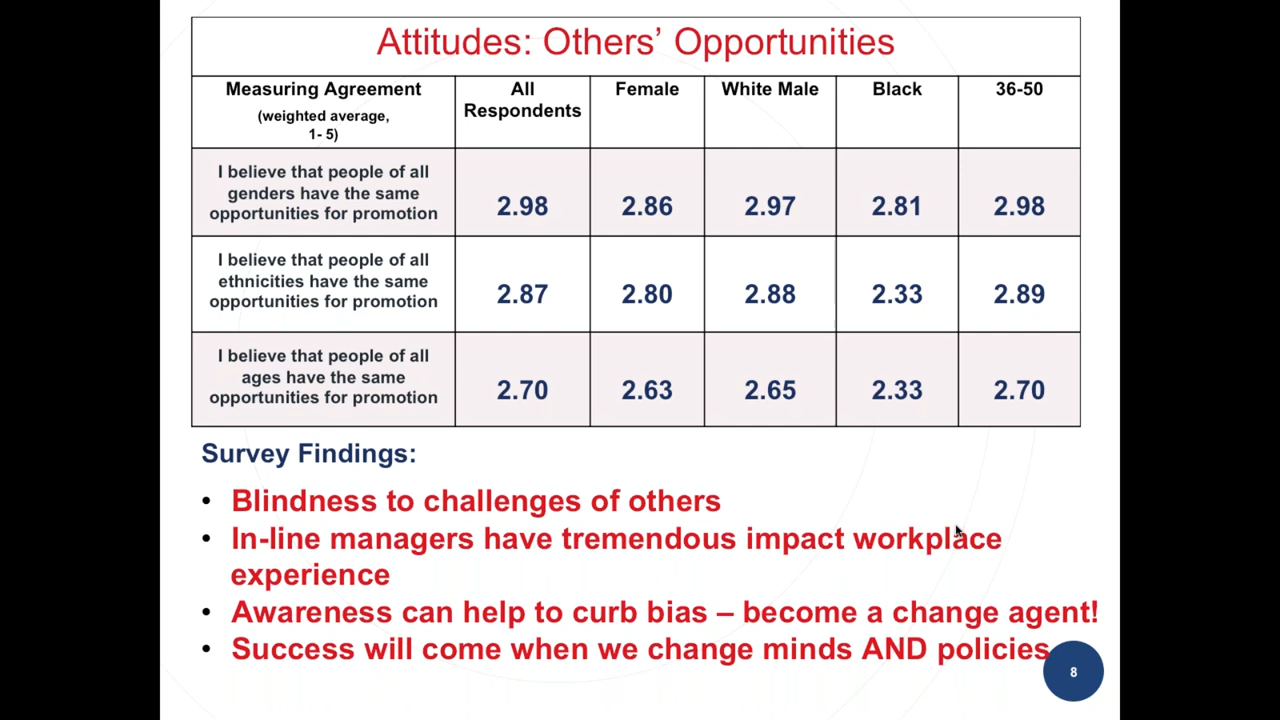 Attitudes: Others’ Opportunities
Measuring Agreement
(weighted average,
1- 5)
All
Respondents
Female
White Male
Black
36-50
I believe that people of all
genders have the same
opportunities for promotion
2.98
2.86
2.97
2.81
2.98
I believe that people of all
ethnicities have the same
opportunities for promotion
2.87
2.80
2.88
2.33
2.89
I believe that people of all
ages have the same
opportunities for promotion
2.70
2.63
2.65
2.33
2.70
Survey Findings:
• Blindness to challenges of others
• In-line managers have tremendous impact workplace
experience
• Awareness can help to curb bias – become a change agent!
• Success will come when we change minds AND policies
8